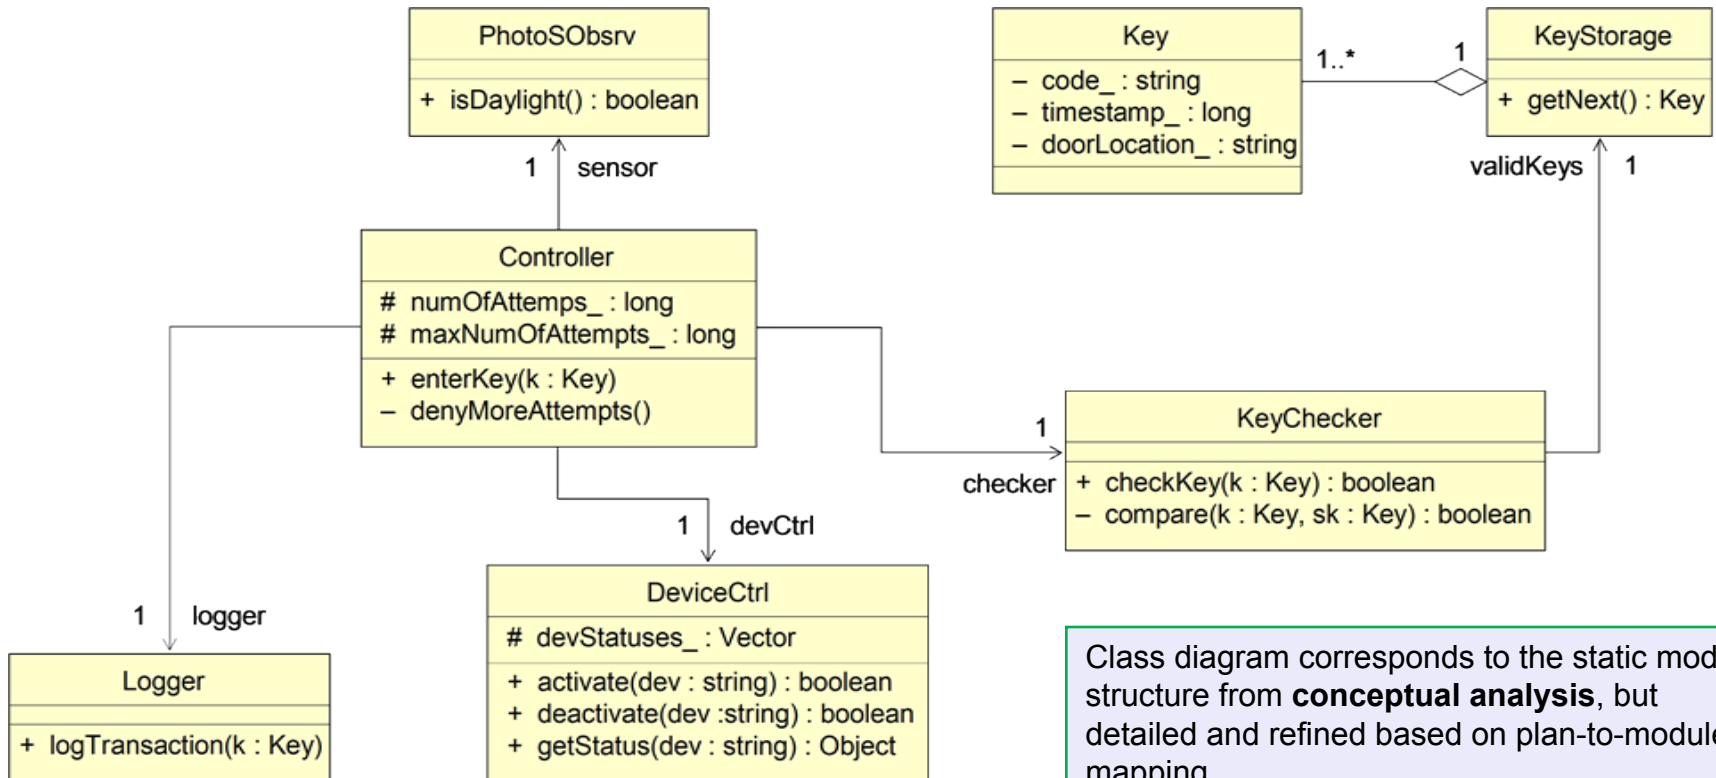 PhotoSObsrv
+ isDaylight() : boolean
1 sensor
Key
– code_ : string
– timestamp_ : long
– doorLocation_ : string
1..*
1
KeyStorage
+ getNext() : Key
validKeys 1
Controller
# numOfAttemps_ : long
# maxNumOfAttempts_ : long
+ enterKey(k : Key)
– denyMoreAttempts()
1
checker
KeyChecker
+ checkKey(k : Key) : boolean
– compare(k : Key, sk : Key) : boolean
1 devCtrl
DeviceCtrl
# devStatuses_ : Vector
+ activate(dev : string) : boolean
+ deactivate(dev :string) : boolean
+ getStatus(dev : string) : Object
1 logger
Logger
+ logTransaction(k : Key)
Class diagram corresponds to the static
structure from conceptual analysis, but
detailed and refined based on plan-to-module
mapping